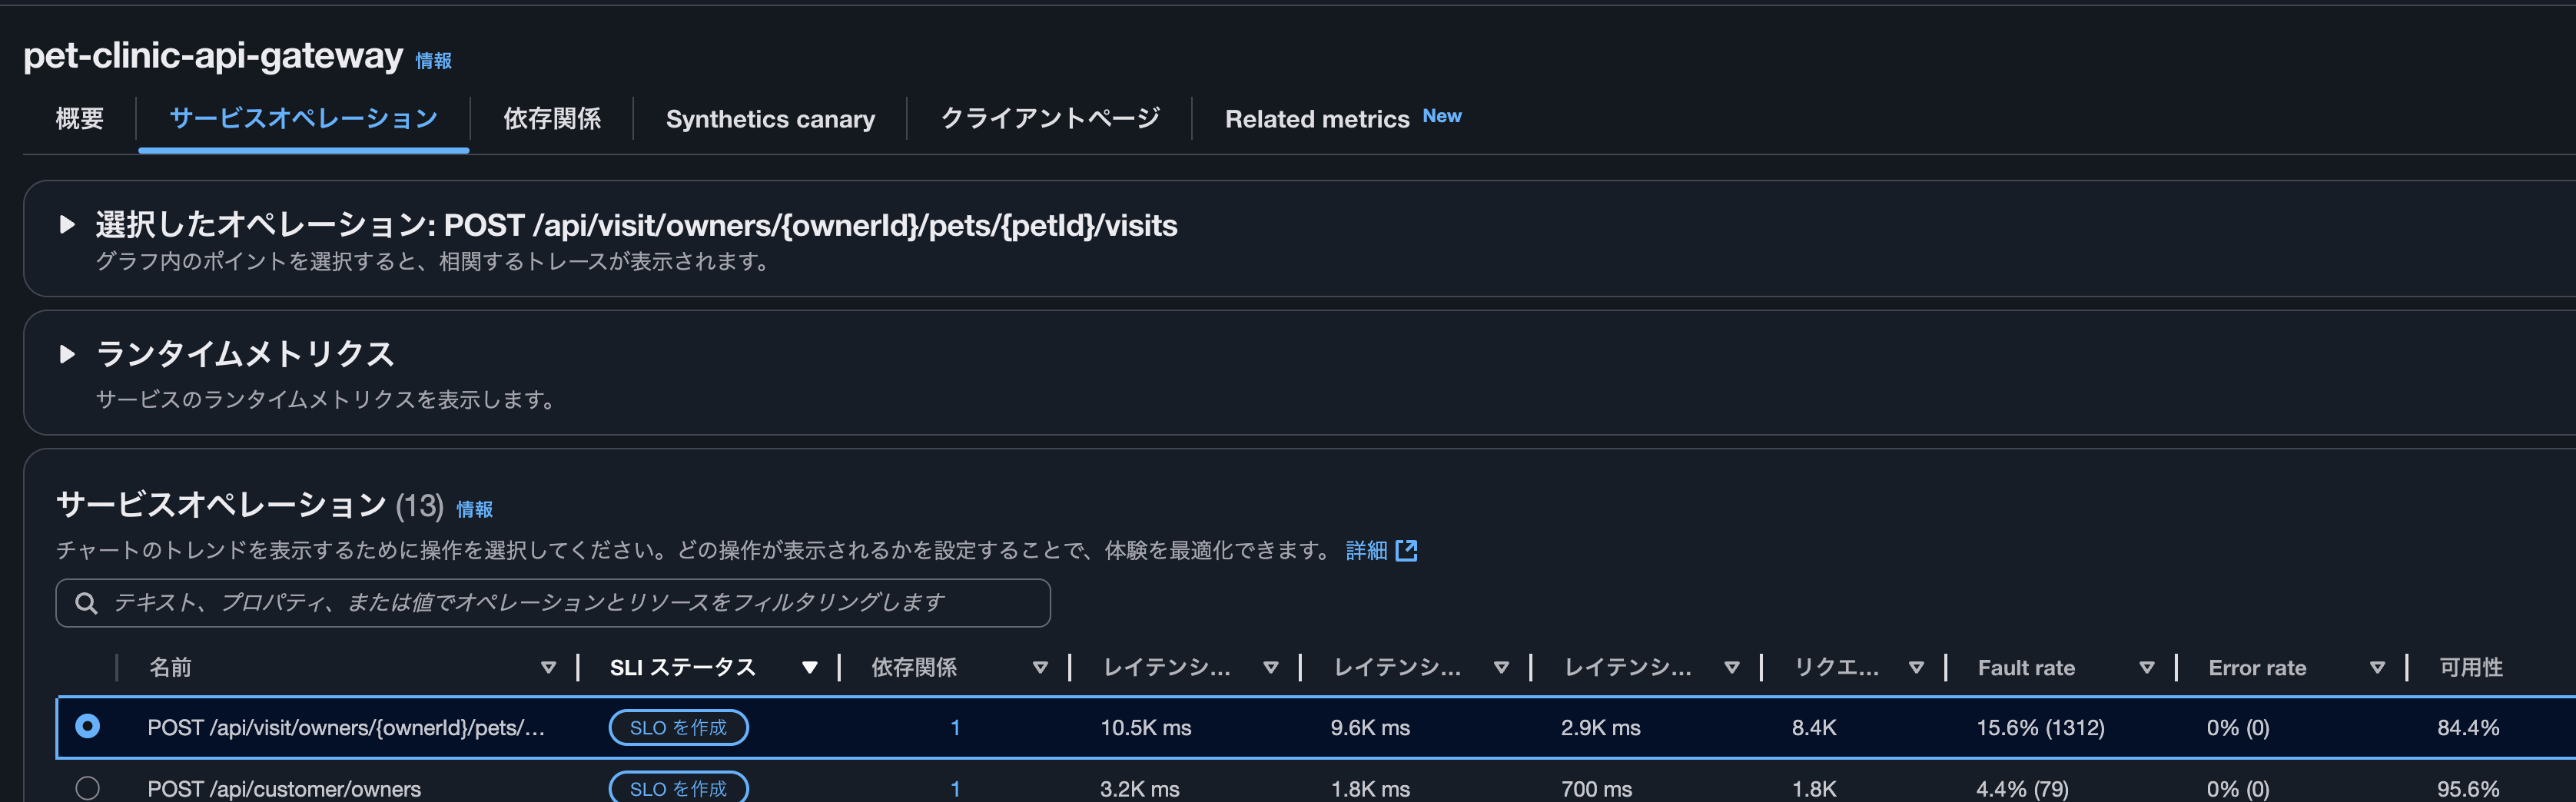 pet-clinic-api-gateway 情報
概要 サービスオペレーション 依存関係 Synthetics canary クライアントページ Related metrics New
選択したオペレーション: POST /api/visit/owners/{ownerId}/pets/{petId}/visits
グラフ内のポイントを選択すると、相関するトレースが表示されます。
ランタイムメトリクス
サービスのランタイムメトリクスを表示します。
サービスオペレーション (13) 情報
チャートのトレンドを表示するために操作を選択してください。どの操作が表示されるかを設定することで、体験を最適化できます。 詳細
テキスト、プロパティ、または値でオペレーションとリソースをフィルタリングします
名前 SLI ステータス 依存関係 レイテンシ... レイテンシ... レイテンシ... リクエ... Fault rate Error rate 可用性
POST /api/visit/owners/{ownerId}/pets/... SLO を作成 1 10.5K ms 9.6K ms 2.9K ms 8.4K 15.6% (1312) 0% (0) 84.4%
POST /api/customer/owners SLO を作成 1 3.2K ms 1.8K ms 700 ms 1.8K 4.4% (79) 0% (0) 95.6%